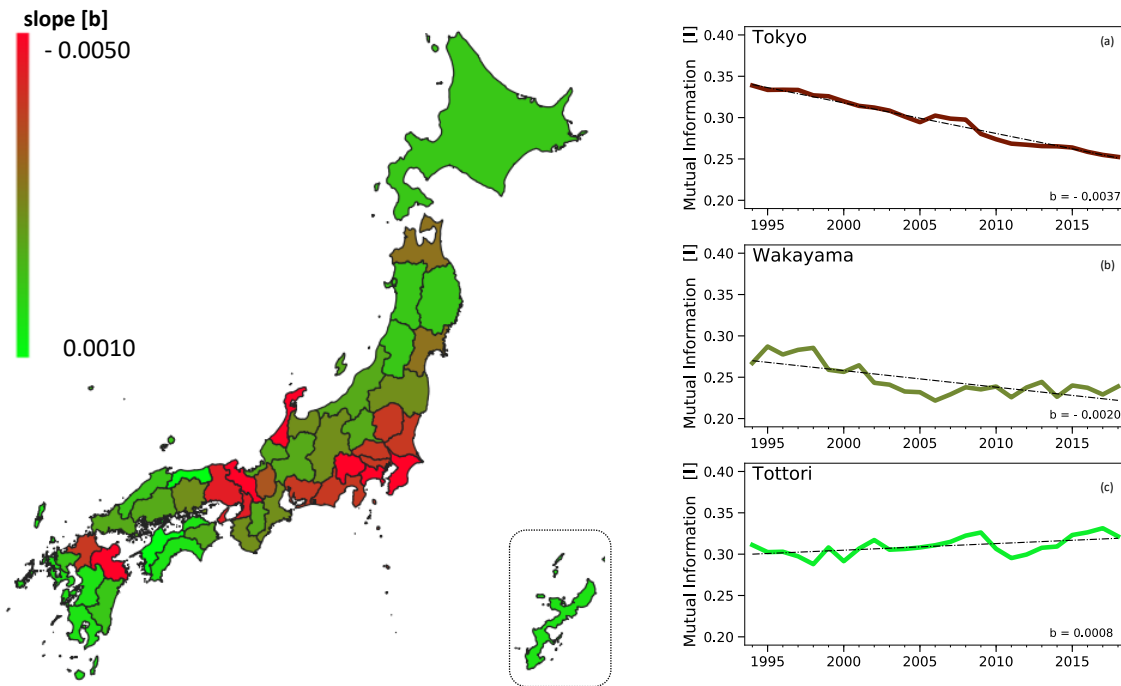 slope [b]
- 0.0050
0.0010
Mutual Information [I]
0.40
0.35
0.30
0.25
0.20
Tokyo
(a)
b = - 0.0037
1995 2000 2005 2010 2015
Mutual Information [I]
0.40
0.35
0.30
0.25
0.20
Wakayama
(b)
b = - 0.0020
1995 2000 2005 2010 2015
Mutual Information [I]
0.40
0.35
0.30
0.25
0.20
Tottori
(c)
b = 0.0008
1995 2000 2005 2010 2015